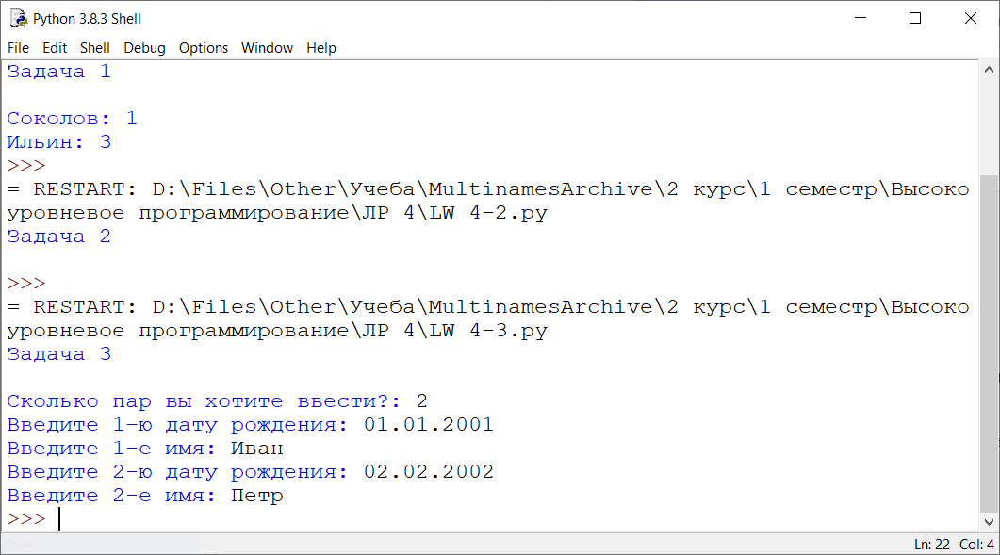 Python 3.8.3 Shell
File Edit Shell Debug Options Window Help
Задача 1
Соколов: 1
Ильин: 3
>>>
= RESTART: D:\Files\Other\Учеба\MultinamesArchive\2 курс\1 семестр\Высоко
уровневое программирование\ЛР 4\LW 4-2.py
Задача 2
>>>
= RESTART: D:\Files\Other\Учеба\MultinamesArchive\2 курс\1 семестр\Высоко
уровневое программирование\ЛР 4\LW 4-3.py
Задача 3
Сколько пар вы хотите ввести?: 2
Введите 1-ю дату рождения: 01.01.2001
Введите 1-е имя: Иван
Введите 2-ю дату рождения: 02.02.2002
Введите 2-е имя: Петр
>>>
Ln: 22 Col: 4